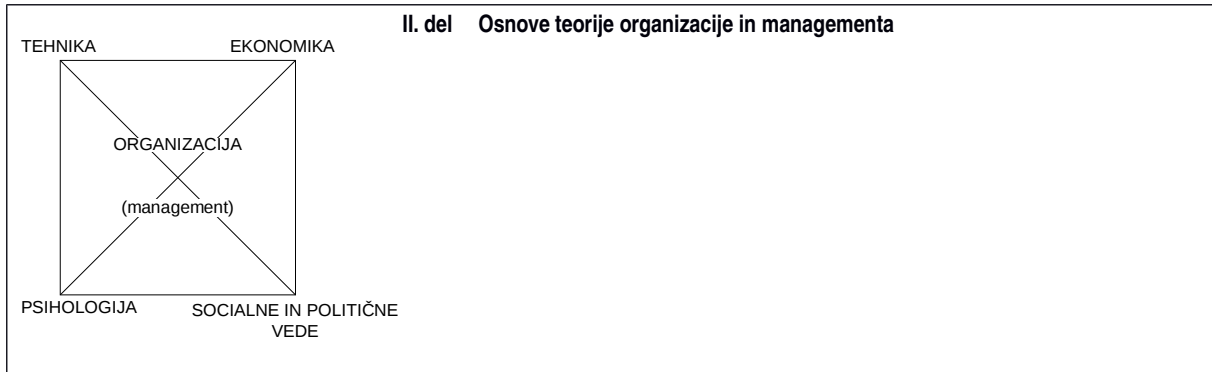 II. del Osnove teorije organizacije in managementa
TEHNIKA EKONOMIKA
ORGANIZACIJA
(management)
PSIHOLOGIJA SOCIALNE IN POLITIČNE
VEDE